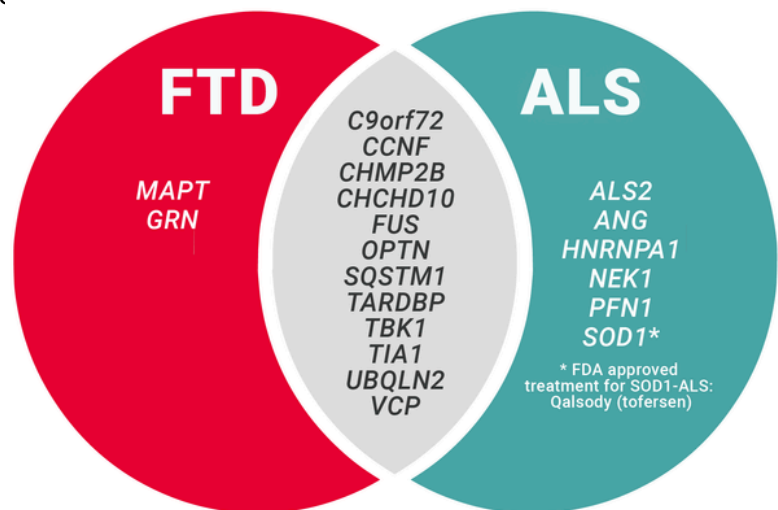 FTD
MAPT
GRN
C9orf72
CCNF
CHMP2B
CHCHD10
FUS
OPTN
SQSTM1
TARDBP
TBK1
TIA1
UBQLN2
VCP
ALS
ALS2
ANG
HNRNPA1
NEK1
PFN1
SOD1*
* FDA approved
treatment for SOD1-ALS:
Qalsody (tofersen)